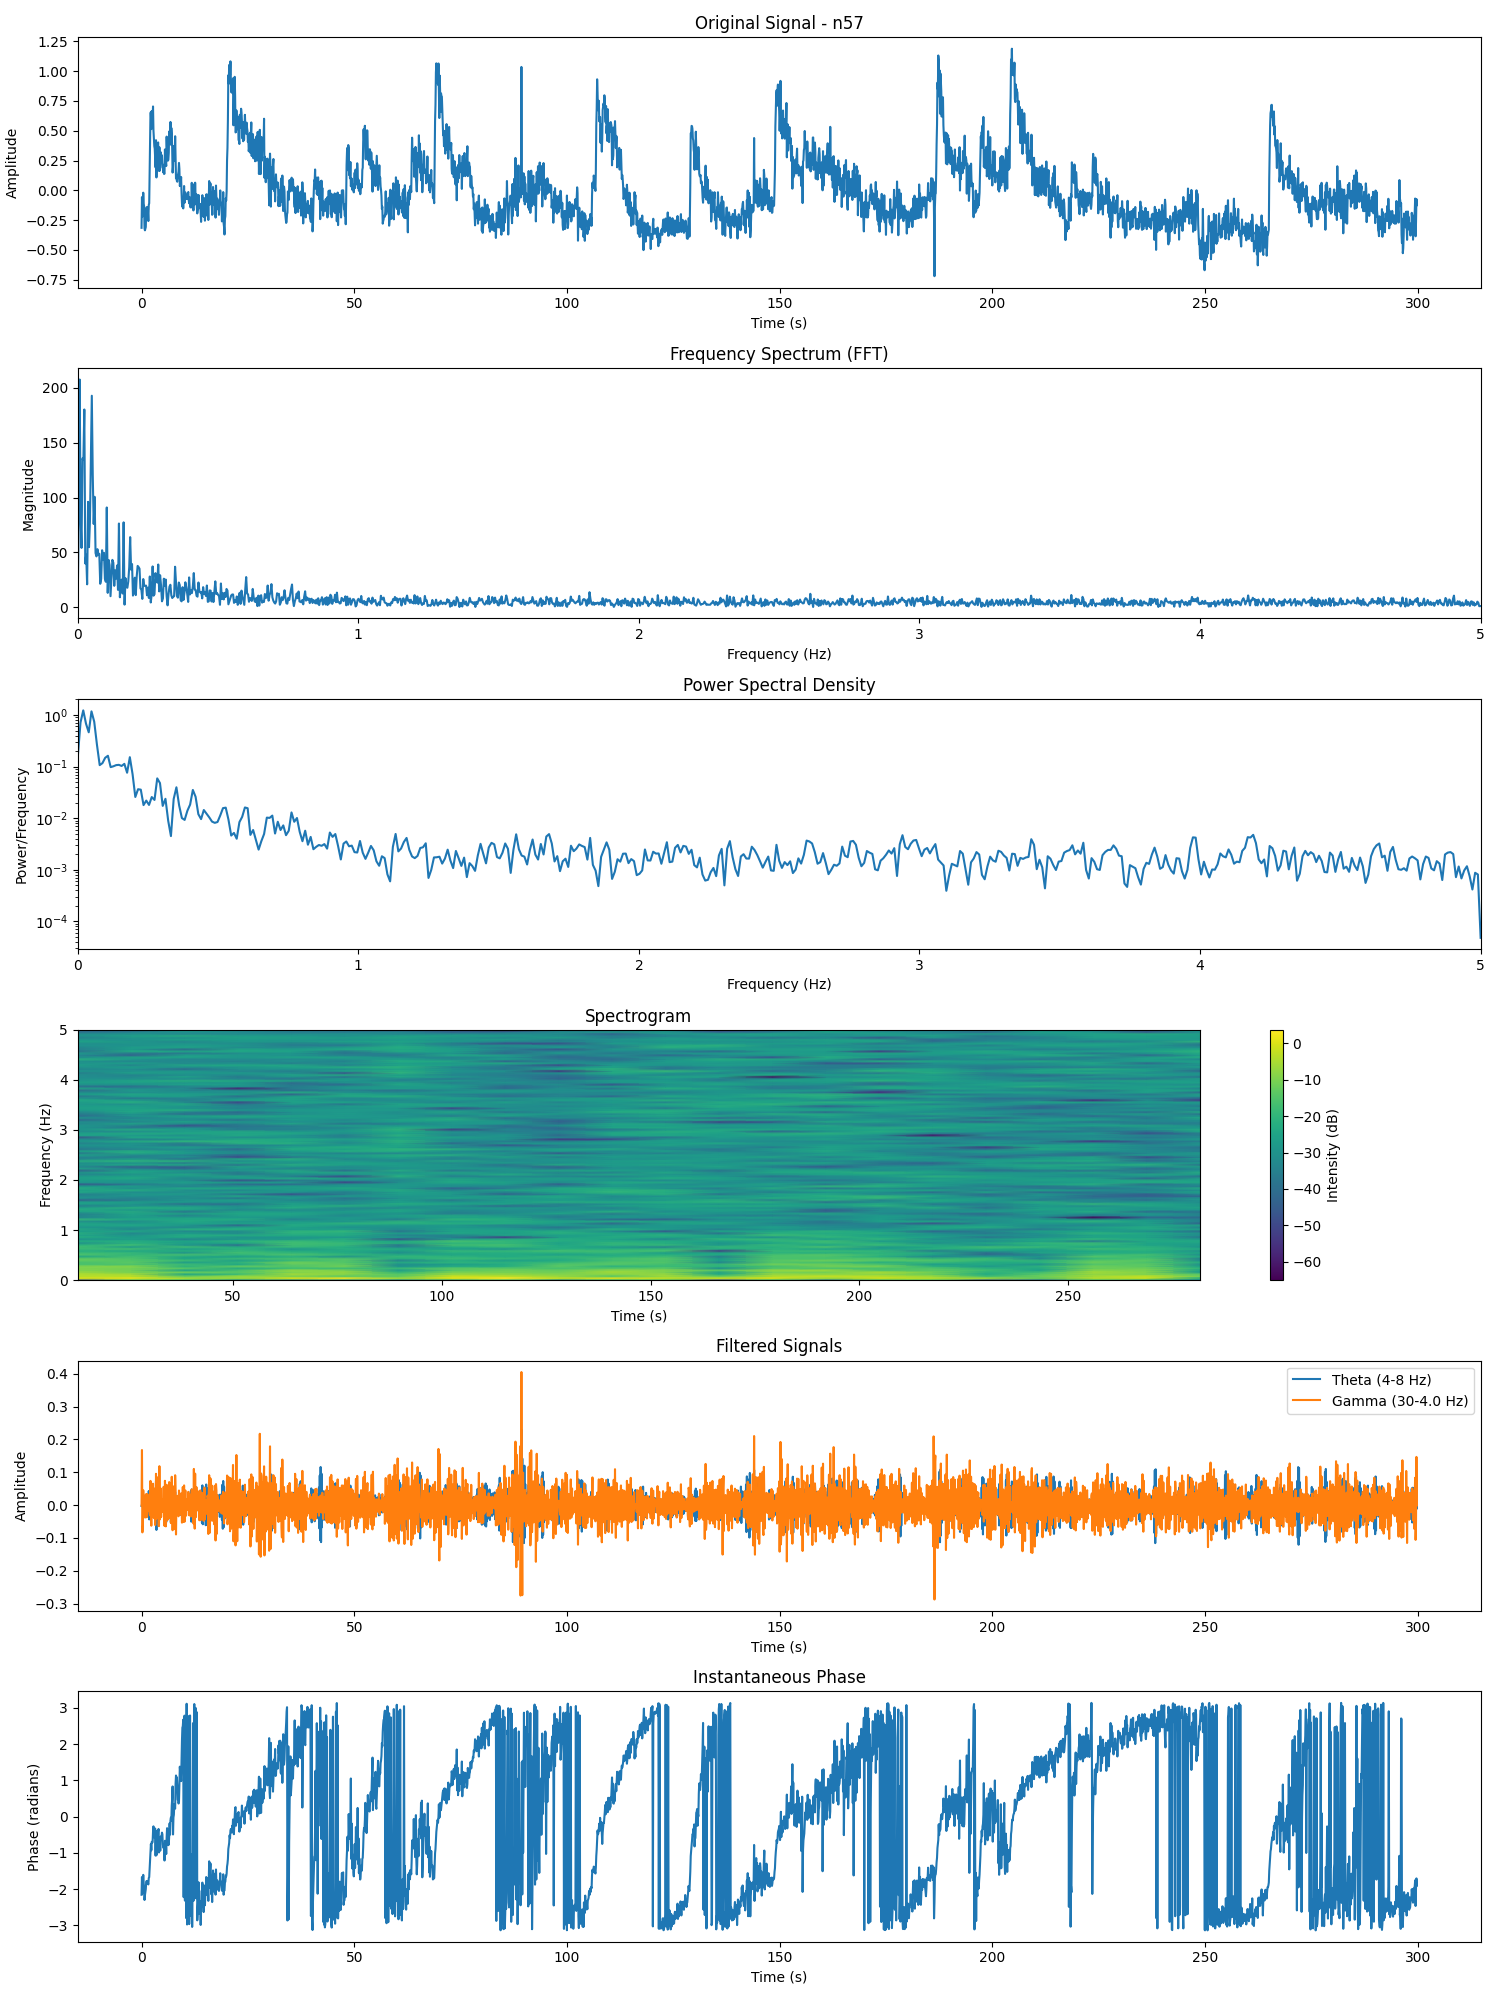 Original Signal - n57
1.25
1.00
0.75
0.50
0.25
0.00
−0.25
−0.50
−0.75
Amplitude
0 50 100 150 200 250 300
Time (s)
Frequency Spectrum (FFT)
200
150
100
50
0
Magnitude
0 1 2 3 4 5
Frequency (Hz)
Power Spectral Density
10⁰
10⁻¹
10⁻²
10⁻³
10⁻⁴
Power/Frequency
0 1 2 3 4 5
Frequency (Hz)
Spectrogram
5
4
3
2
1
0
Frequency (Hz)
50 100 150 200 250
Time (s)
0
−10
−20
−30
−40
−50
−60
Intensity (dB)
Filtered Signals
0.4
0.3
0.2
0.1
0.0
−0.1
−0.2
−0.3
Amplitude
Theta (4-8 Hz)
Gamma (30-4.0 Hz)
0 50 100 150 200 250 300
Time (s)
Instantaneous Phase
3
2
1
0
−1
−2
−3
Phase (radians)
0 50 100 150 200 250 300
Time (s)